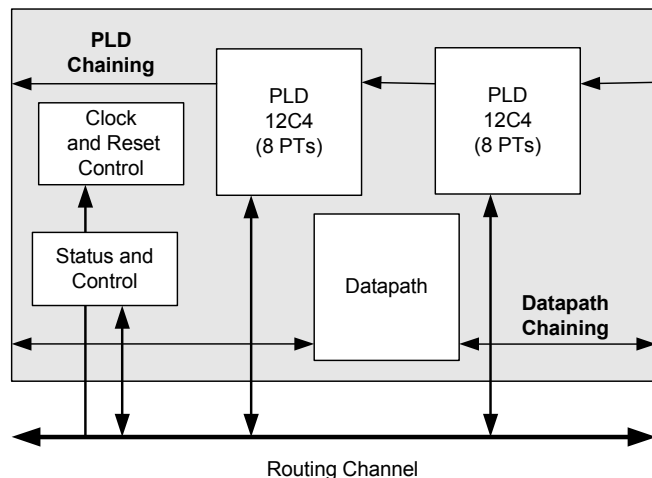 PLD
Chaining
PLD
12C4
(8 PTs)
PLD
12C4
(8 PTs)
Clock
and Reset
Control
Status and
Control
Datapath
Datapath
Chaining
Routing Channel